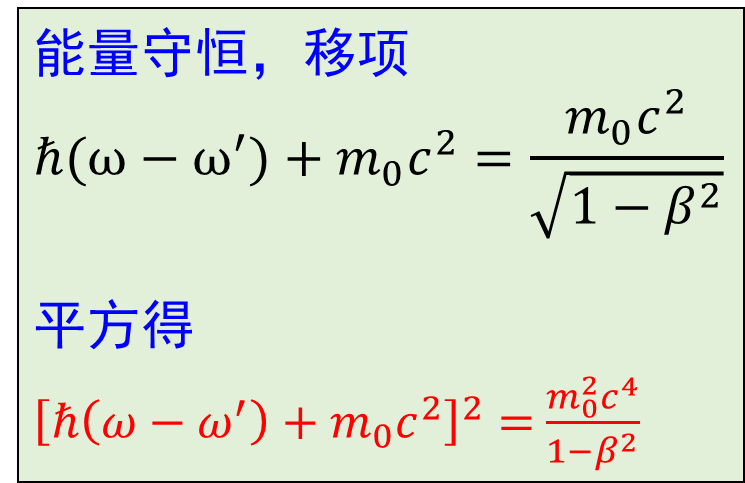 能量守恒，移项
ℏ(ω − ω′) + m₀c² = m₀c² / √(1 − β²)
平方得
[ℏ(ω − ω′) + m₀c²]² = m₀²c⁴ / (1−β²)